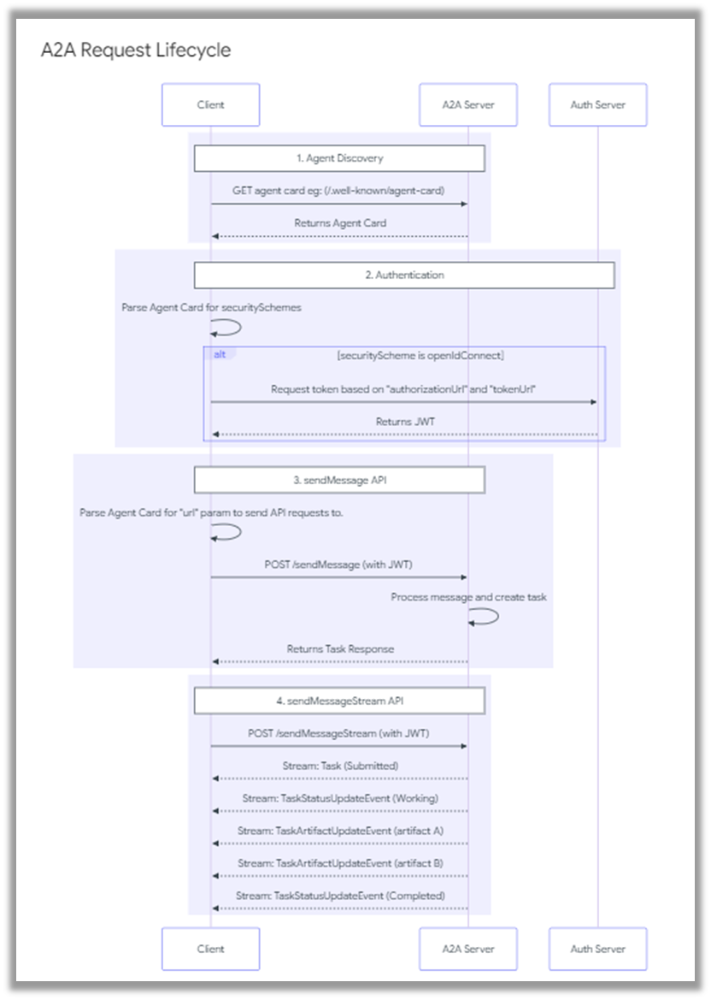 A2A Request Lifecycle
Client
A2A Server
Auth Server
1. Agent Discovery
GET agent card eg: (/.well-known/agent-card)
Returns Agent Card
2. Authentication
Parse Agent Card for securitySchemes
alt
[securityScheme is openIdConnect]
Request token based on "authorizationUrl" and "tokenUrl"
Returns JWT
3. sendMessage API
Parse Agent Card for "url" param to send API requests to.
POST /sendMessage (with JWT)
Process message and create task
Returns Task Response
4. sendMessageStream API
POST /sendMessageStream (with JWT)
Stream: Task (Submitted)
Stream: TaskStatusUpdateEvent (Working)
Stream: TaskArtifactUpdateEvent (artifact A)
Stream: TaskArtifactUpdateEvent (artifact B)
Stream: TaskStatusUpdateEvent (Completed)
Client
A2A Server
Auth Server